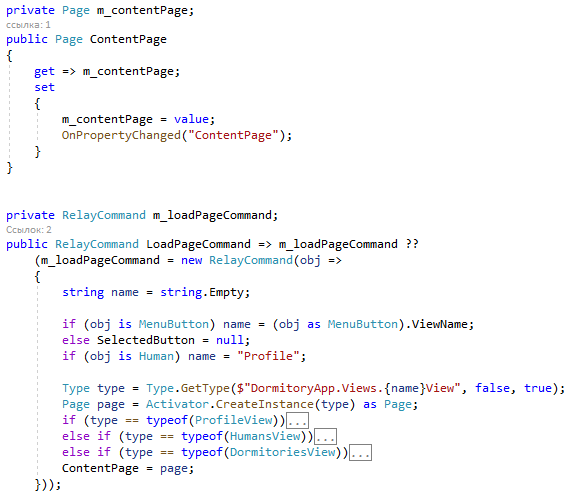 private Page m_contentPage;
ссылка: 1
public Page ContentPage
{
    get => m_contentPage;
    set
    {
        m_contentPage = value;
        OnPropertyChanged("ContentPage");
    }
}
private RelayCommand m_loadPageCommand;
Ссылок: 2
public RelayCommand LoadPageCommand => m_loadPageCommand ??
    (m_loadPageCommand = new RelayCommand(obj =>
    {
        string name = string.Empty;
        if (obj is MenuButton) name = (obj as MenuButton).ViewName;
        else SelectedButton = null;
        if (obj is Human) name = "Profile";
        Type type = Type.GetType($"DormitoryApp.Views.{name}View", false, true);
        Page page = Activator.CreateInstance(type) as Page;
        if (type == typeof(ProfileView))...
        else if (type == typeof(HumansView))...
        else if (type == typeof(DormitoriesView))...
        ContentPage = page;
    }));